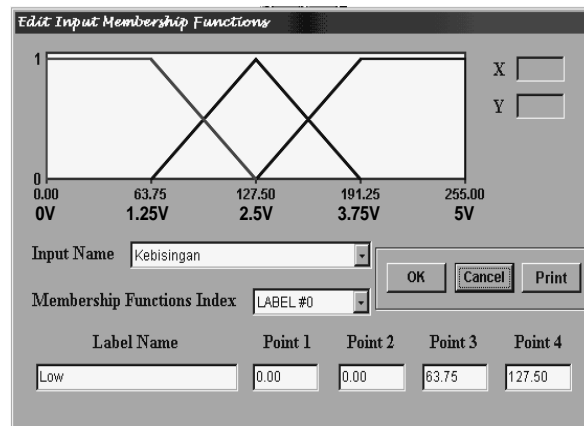 Edit Input Membership Functions
1
0
X
Y
0.00 63.75 127.50 191.25 255.00
0V 1.25V 2.5V 3.75V 5V
Input Name Kebisingan
OK Cancel Print
Membership Functions Index LABEL #0
Label Name Point 1 Point 2 Point 3 Point 4
Low 0.00 0.00 63.75 127.50